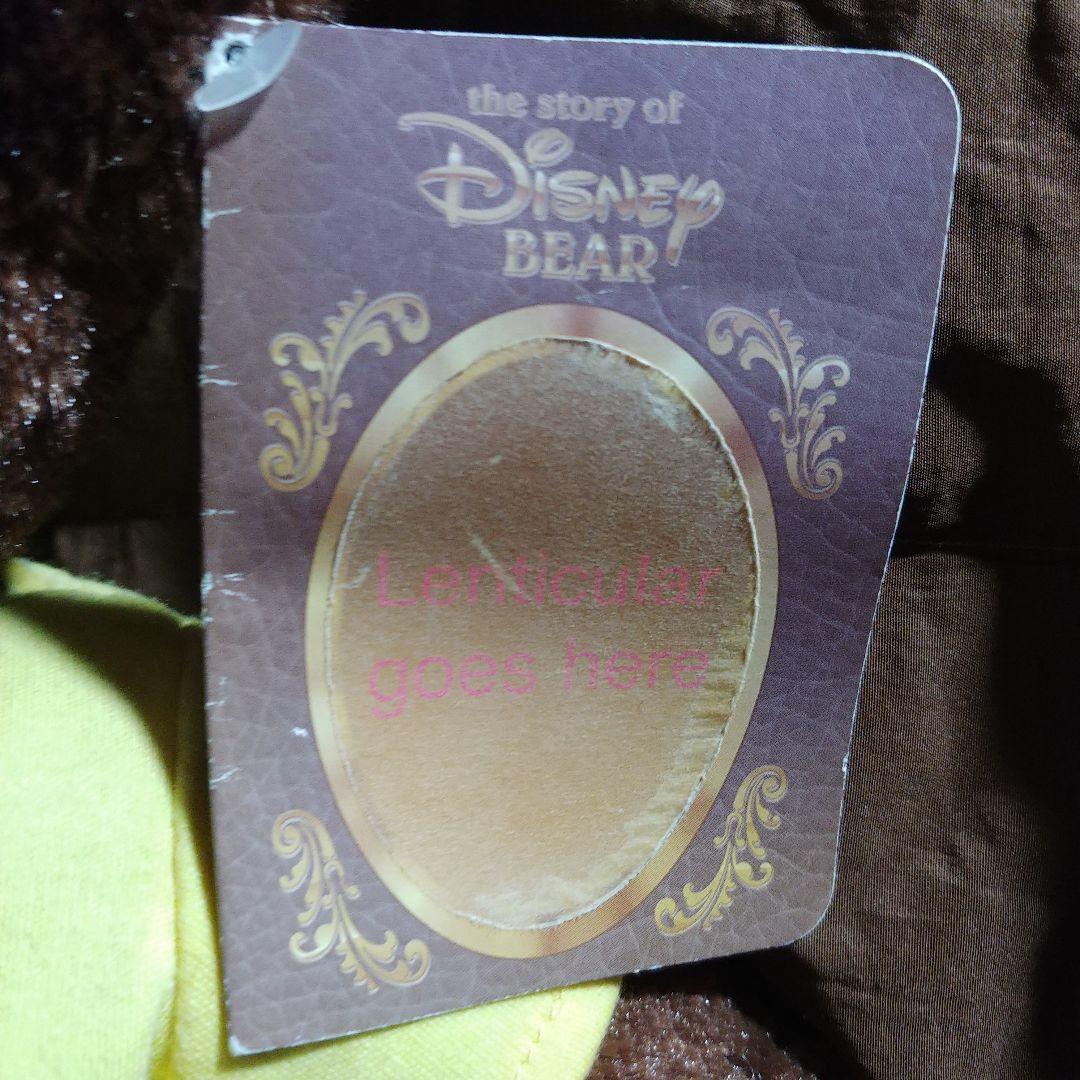 the story of
Disney
BEAR
Lenticular
goes here